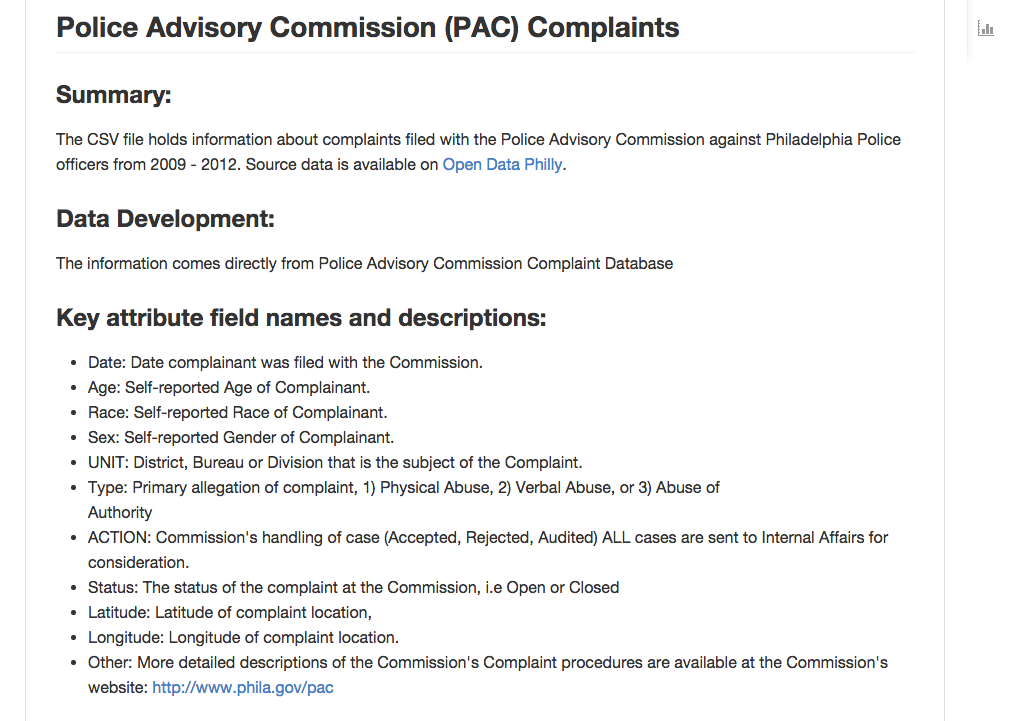 Police Advisory Commission (PAC) Complaints
Summary:
The CSV file holds information about complaints filed with the Police Advisory Commission against Philadelphia Police
officers from 2009 - 2012. Source data is available on Open Data Philly.
Data Development:
The information comes directly from Police Advisory Commission Complaint Database
Key attribute field names and descriptions:
• Date: Date complainant was filed with the Commission.
• Age: Self-reported Age of Complainant.
• Race: Self-reported Race of Complainant.
• Sex: Self-reported Gender of Complainant.
• UNIT: District, Bureau or Division that is the subject of the Complaint.
• Type: Primary allegation of complaint, 1) Physical Abuse, 2) Verbal Abuse, or 3) Abuse of
Authority
• ACTION: Commission's handling of case (Accepted, Rejected, Audited) ALL cases are sent to Internal Affairs for
consideration.
• Status: The status of the complaint at the Commission, i.e Open or Closed
• Latitude: Latitude of complaint location,
• Longitude: Longitude of complaint location.
• Other: More detailed descriptions of the Commission's Complaint procedures are available at the Commission's
website: http://www.phila.gov/pac